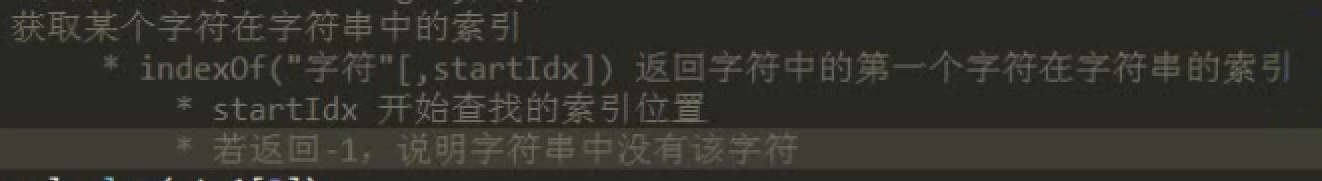 获取某个字符在字符串中的索引
* indexOf("字符"[,startIdx]) 返回字符中的第一个字符在字符串的索引
* startIdx 开始查找的索引位置
* 若返回-1，说明字符串中没有该字符